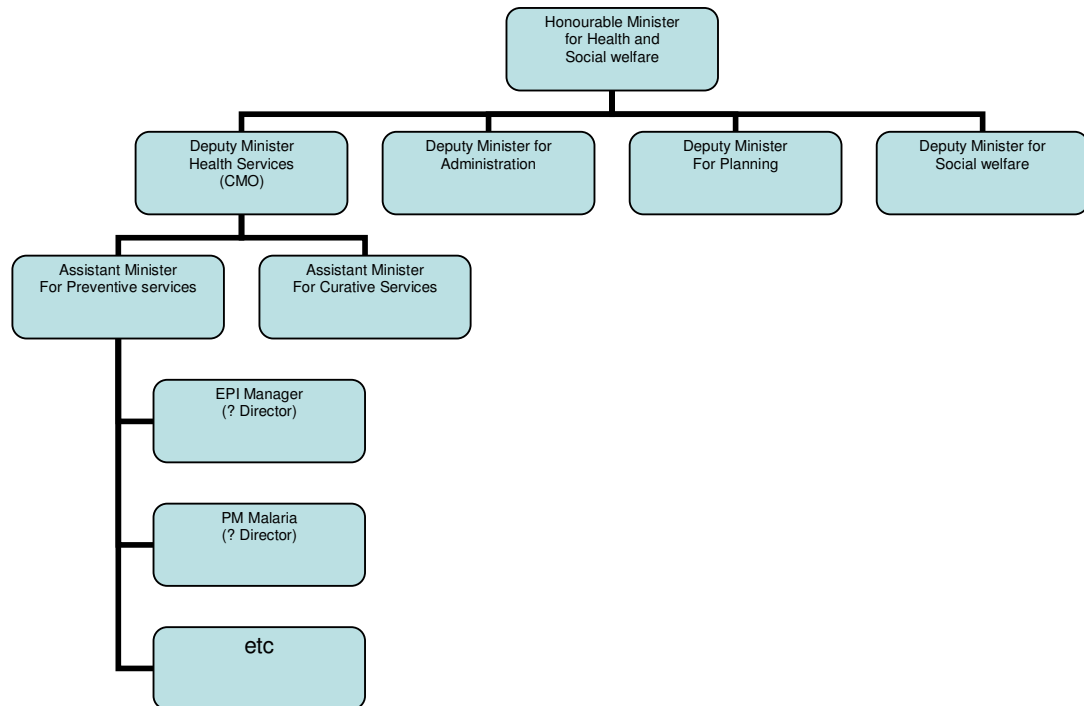 Honourable Minister
for Health and
Social welfare
Deputy Minister
Health Services
(CMO)
Deputy Minister for
Administration
Deputy Minister
For Planning
Deputy Minister for
Social welfare
Assistant Minister
For Preventive services
Assistant Minister
For Curative Services
EPI Manager
(? Director)
PM Malaria
(? Director)
etc